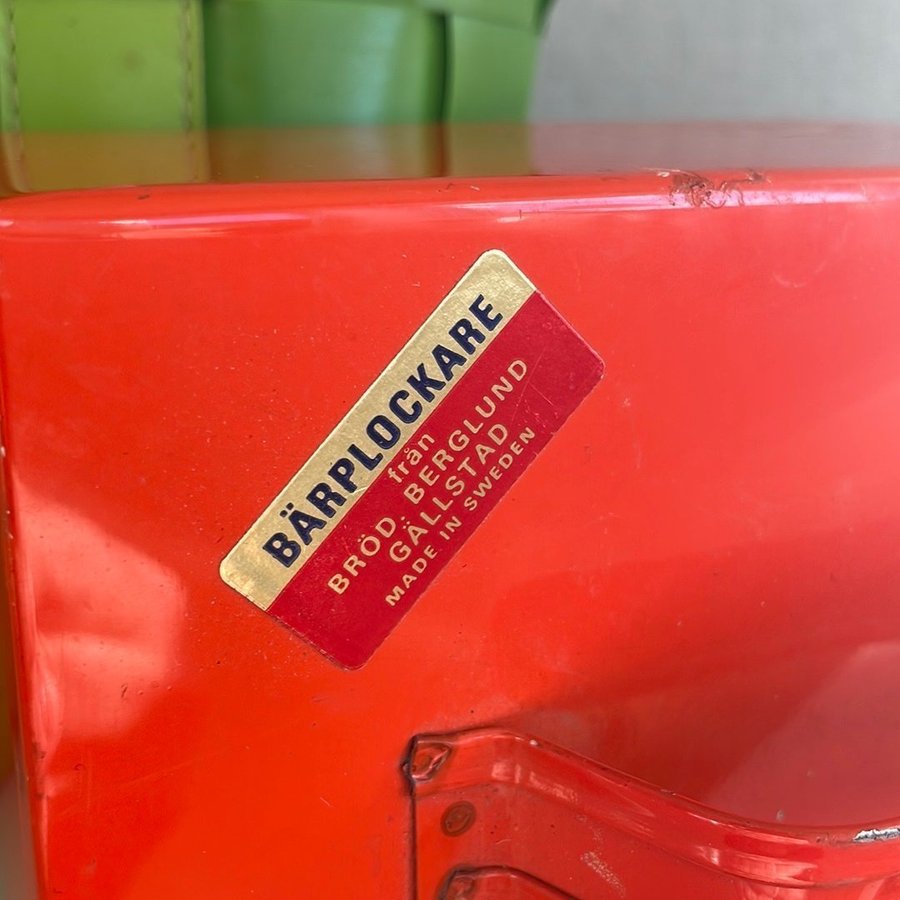 BÄRPLOCKARE
från
BRÖD. BERGLUND
GÄLLSTAD
MADE IN SWEDEN